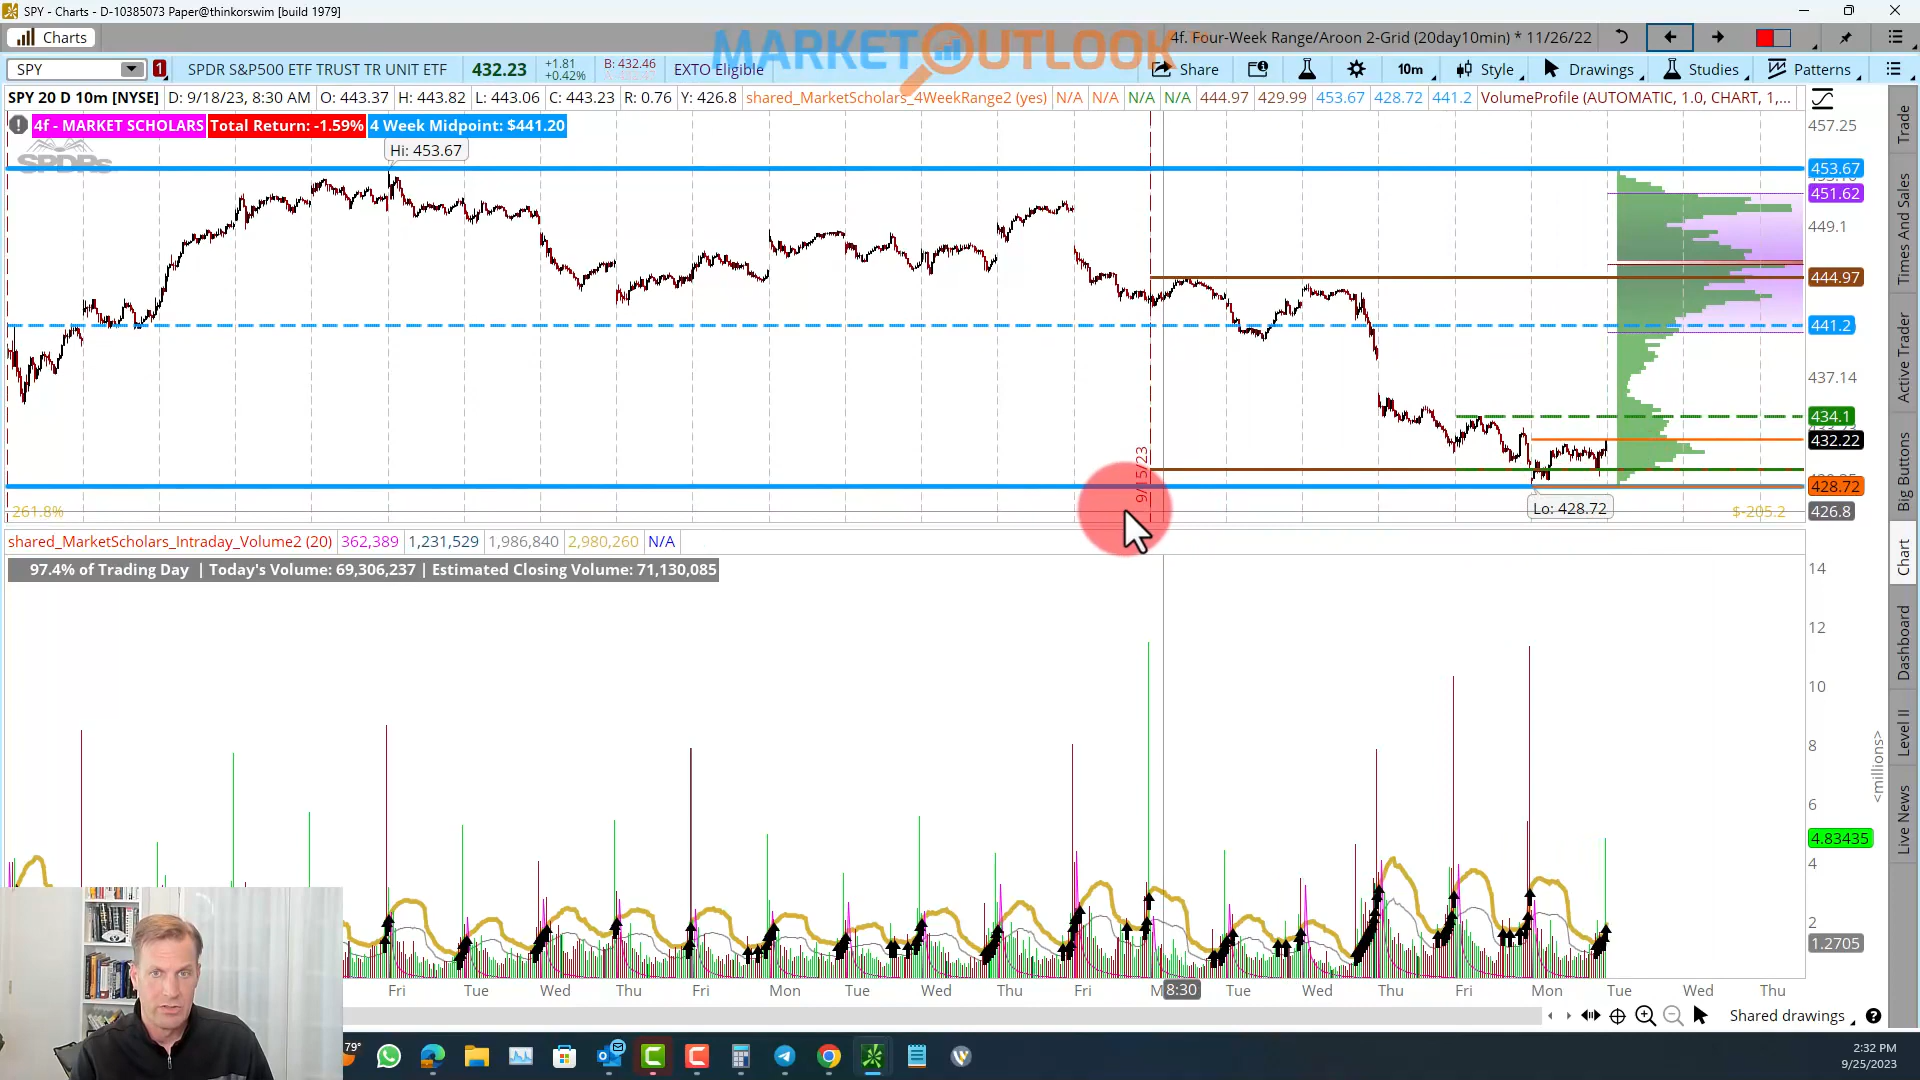 SPY - Charts - D-10385073 Paper@thinkorswim [build 1979]
Charts
MARKET OUTLOOK
4f. Four-Week Range/Aroon 2-Grid (20day10min) * 11/26/22
SPY
1
SPDR S&P500 ETF TRUST TR UNIT ETF
432.23
+1.81
+0.42%
B: 432.46
EXTO Eligible
Share
10m
Style
Drawings
Studies
Patterns
SPY 20 D 10m [NYSE]
D: 9/18/23, 8:30 AM
O: 443.37
H: 443.82
L: 443.06
C: 443.23
R: 0.76
Y: 426.8
shared_MarketScholars_4WeekRange2 (yes)
N/A
N/A
N/A
N/A
444.97
429.99
453.67
428.72
441.2
VolumeProfile (AUTOMATIC, 1.0, CHART, 1,...
4f - MARKET SCHOLARS
Total Return: -1.59%
4 Week Midpoint: $441.20
SPDRs
Hi: 453.67
457.25
453.67
451.62
449.1
444.97
441.2
437.14
434.1
432.22
428.72
426.8
9/15/23
Lo: 428.72
261.8%
$-205.2
shared_MarketScholars_Intraday_Volume2 (20)
362,389
1,231,529
1,986,840
2,980,260
N/A
97.4% of Trading Day | Today's Volume: 69,306,237 | Estimated Closing Volume: 71,130,085
14
12
10
8
6
4.83435
4
2
1.2705
<millions>
Fri
Tue
Wed
Thu
Fri
Mon
Tue
Wed
Thu
Fri
M
8:30
Tue
Wed
Thu
Fri
Mon
Tue
Wed
Thu
Trade
Times And Sales
Active Trader
Big Buttons
Chart
Dashboard
Level II
Live News
Shared drawings
79°
2:32 PM
9/25/2023